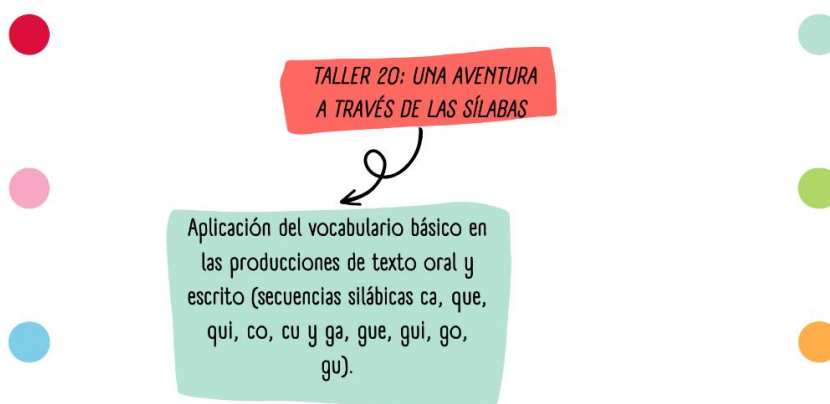 TALLER 20: UNA AVENTURA
A TRAVÉS DE LAS SÍLABAS
Aplicación del vocabulario básico en
las producciones de texto oral y
escrito (secuencias silábicas ca, que,
qui, co, cu y ga, gue, gui, go,
gu).